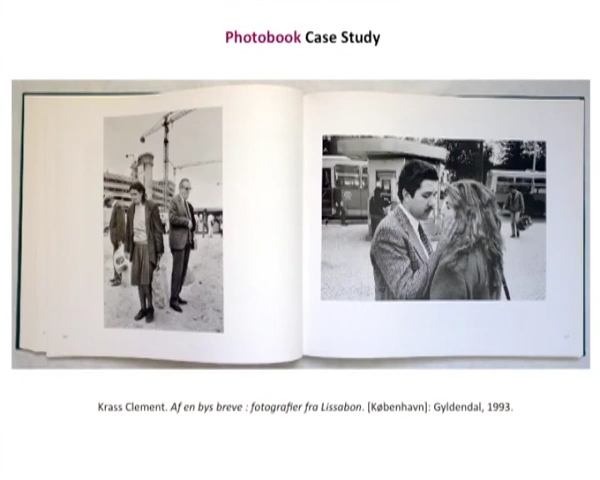 Photobook Case Study
Krass Clement. Af en bys breve : fotografier fra Lissabon. [København]: Gyldendal, 1993.